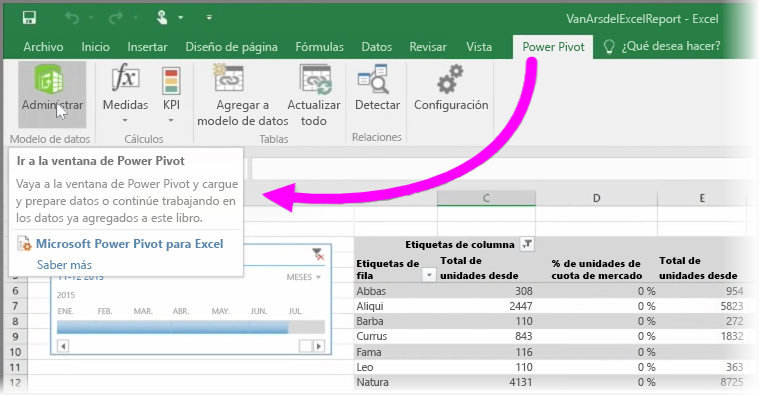 VanArsdelExcelReport - Excel
Archivo Inicio Insertar Diseño de página Fórmulas Datos Revisar Vista Power Pivot ¿Qué desea hacer?
Administrar Medidas KPI Agregar a modelo de datos Actualizar todo Detectar Configuración
Modelo de datos Cálculos Tablas Relaciones
Ir a la ventana de Power Pivot
Vaya a la ventana de Power Pivot y cargue
y prepare datos o continúe trabajando en
los datos ya agregados a este libro.
Microsoft Power Pivot para Excel
Saber más
C D E
MESES
2015
ENE. FEB. MAR. ABR. MAY. JUN. JUL.
Etiquetas de columna
Etiquetas de fila Total de unidades desde % de unidades de cuota de mercado Total de unidades desde
6 Abbas 308 0 % 954
7 Aliqui 2447 0 % 5823
8 Barba 110 0 % 272
9 Currus 843 0 % 1832
10 Fama 116 0 %
11 Leo 110 0 % 363
12 Natura 4131 0 % 8725